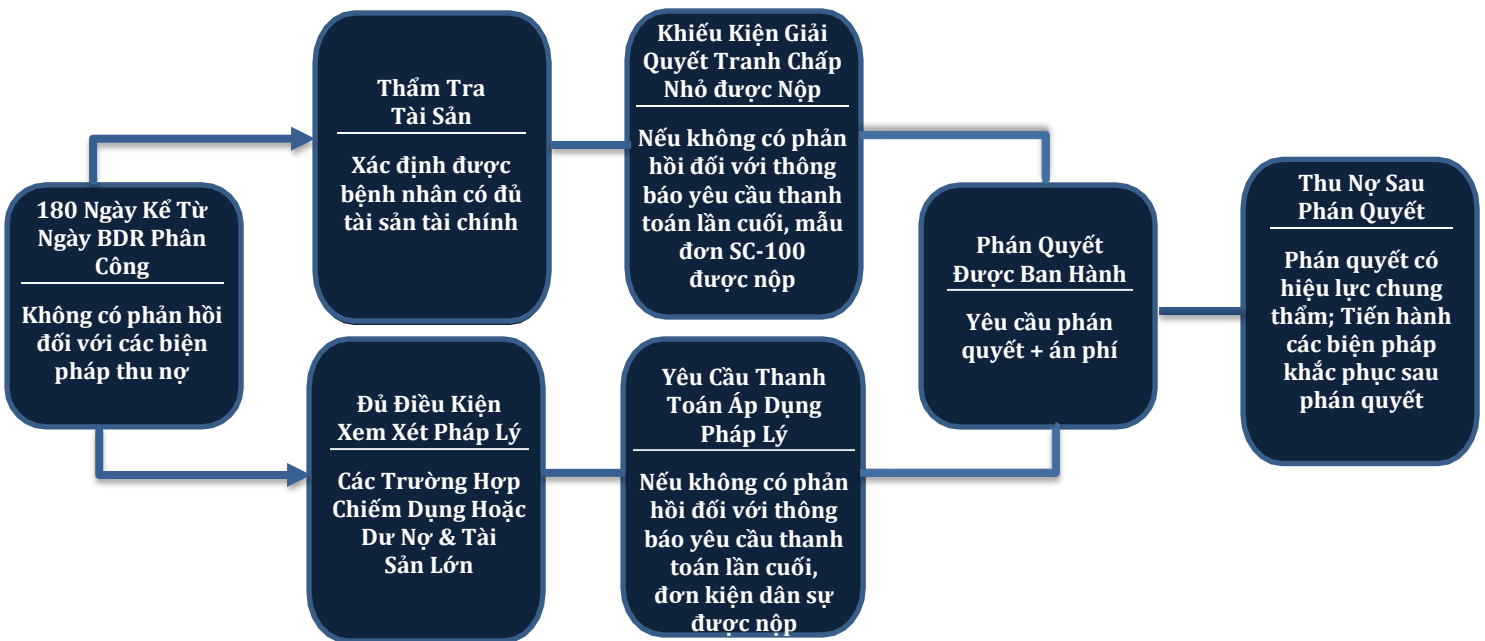 180 Ngày Kể Từ
Ngày BDR Phân
Công
Không có phản hồi
đối với các biện
pháp thu nợ
Thẩm Tra
Tài Sản
Xác định được
bệnh nhân có đủ
tài sản tài chính
Khiếu Kiện Giải
Quyết Tranh Chấp
Nhỏ được Nộp
Nếu không có phản
hồi đối với thông
báo yêu cầu thanh
toán lần cuối, mẫu
đơn SC-100
được nộp
Đủ Điều Kiện
Xem Xét Pháp Lý
Các Trường Hợp
Chiếm Dụng Hoặc
Dư Nợ & Tài
Sản Lớn
Yêu Cầu Thanh
Toán Áp Dụng
Pháp Lý
Nếu không có phản
hồi đối với thông
báo yêu cầu thanh
toán lần cuối,
đơn kiện dân sự
được nộp
Phán Quyết
Được Ban Hành
Yêu cầu phán
quyết + án phí
Thu Nợ Sau
Phán Quyết
Phán quyết có
hiệu lực chung
thẩm; Tiến hành
các biện pháp
khắc phục sau
phán quyết